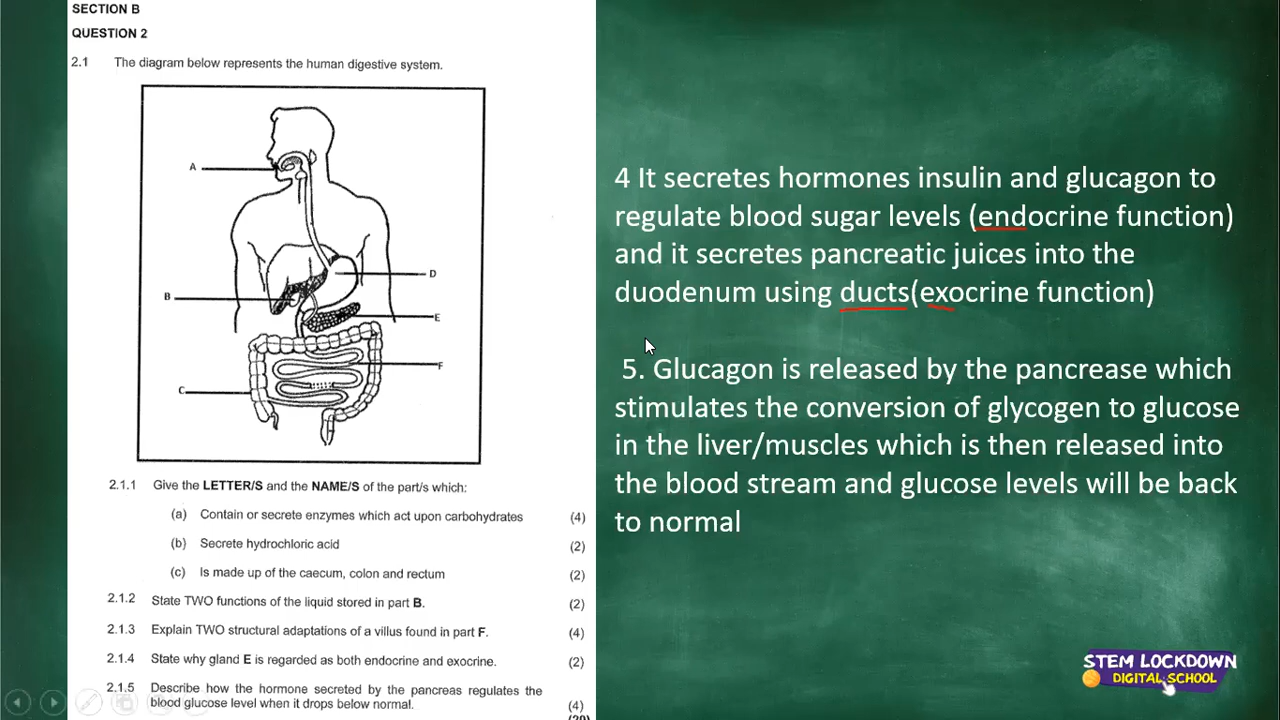 SECTION B
QUESTION 2
2.1 The diagram below represents the human digestive system.
A
D
B
E
F
C
2.1.1 Give the LETTER/S and the NAME/S of the part/s which:
(a) Contain or secrete enzymes which act upon carbohydrates (4)
(b) Secrete hydrochloric acid (2)
(c) Is made up of the caecum, colon and rectum (2)
2.1.2 State TWO functions of the liquid stored in part B. (2)
2.1.3 Explain TWO structural adaptations of a villus found in part F. (4)
2.1.4 State why gland E is regarded as both endocrine and exocrine. (2)
2.1.5 Describe how the hormone secreted by the pancreas regulates the
blood glucose level when it drops below normal. (4)
(20)
4 It secretes hormones insulin and glucagon to
regulate blood sugar levels (endocrine function)
and it secretes pancreatic juices into the
duodenum using ducts(exocrine function)
5. Glucagon is released by the pancrease which
stimulates the conversion of glycogen to glucose
in the liver/muscles which is then released into
the blood stream and glucose levels will be back
to normal
STEM LOCKDOWN
DIGITAL SCHOOL